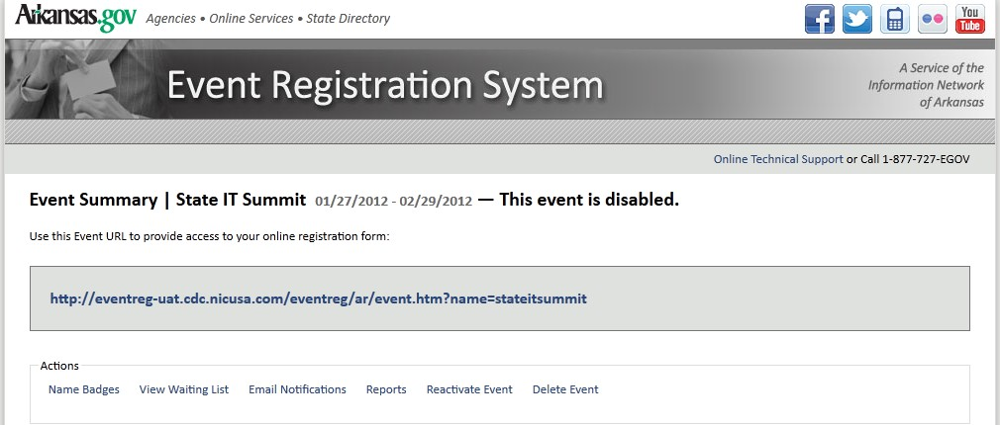 Arkansas.gov Agencies • Online Services • State Directory
You
Tube
Event Registration System
A Service of the
Information Network
of Arkansas
Online Technical Support or Call 1-877-727-EGOV
Event Summary | State IT Summit 01/27/2012 - 02/29/2012 — This event is disabled.
Use this Event URL to provide access to your online registration form:
http://eventreg-uat.cdc.nicusa.com/eventreg/ar/event.htm?name=stateitsummit
Actions
Name Badges View Waiting List Email Notifications Reports Reactivate Event Delete Event